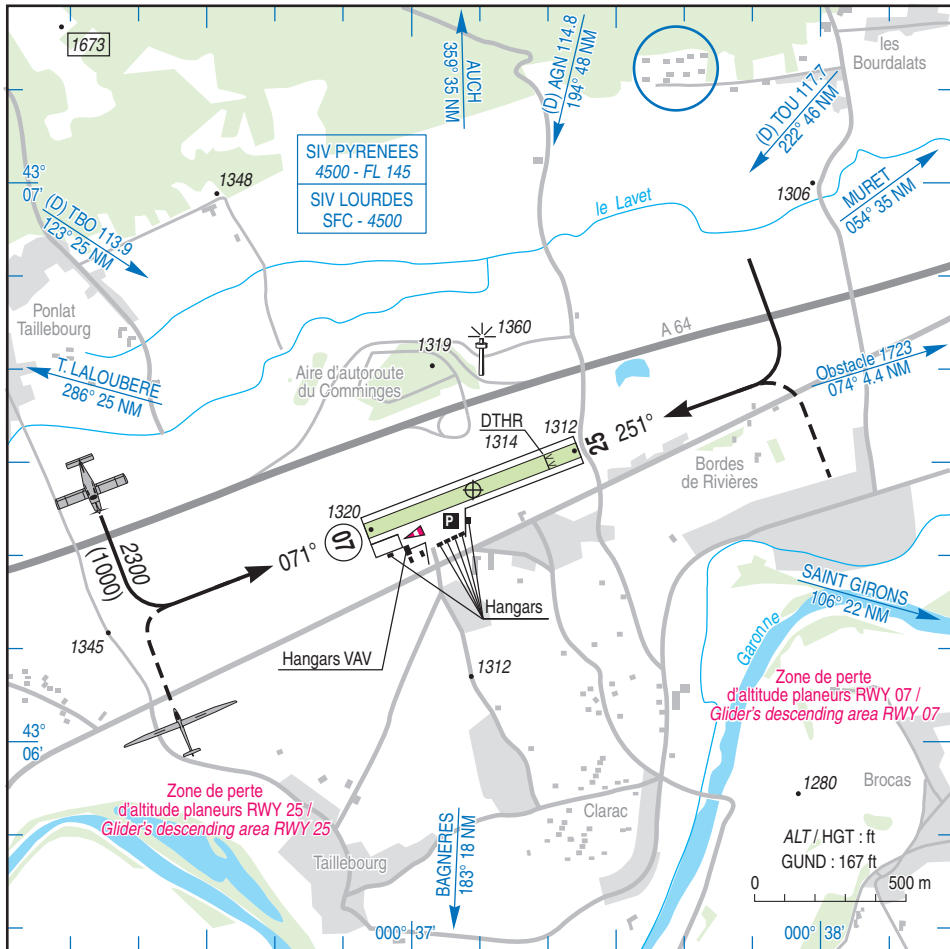 1673
AUCH
359° 35 NM
(D) AGN 114.8
194° 48 NM
les
Bourdalats
(D) TOU 117.7
222° 46 NM
SIV PYRENEES
4500 - FL 145
SIV LOURDES
SFC - 4500
43°
07'
1348
1306
(D) TBO 113.9
123° 25 NM
le Lavet
MURET
054° 35 NM
Ponlat
Taillebourg
A 64
1360
1319
Aire d'autoroute
du Comminges
T. LALOUBERE
286° 25 NM
Obstacle 1723
074° 4.4 NM
DTHR
1314
1312
25
251°
Bordes
de Rivières
1320
P
07
071°
2300
(1000)
SAINT GIRONS
106° 22 NM
Hangars
Garonne
1345
Hangars VAV
1312
Zone de perte
d'altitude planeurs RWY 07 /
Glider's descending area RWY 07
43°
06'
Zone de perte
d'altitude planeurs RWY 25 /
Glider's descending area RWY 25
1280
Brocas
Clarac
ALT / HGT : ft
GUND : 167 ft
Taillebourg
BAGNERES
183° 18 NM
0
500 m
000° 37'
000° 38'